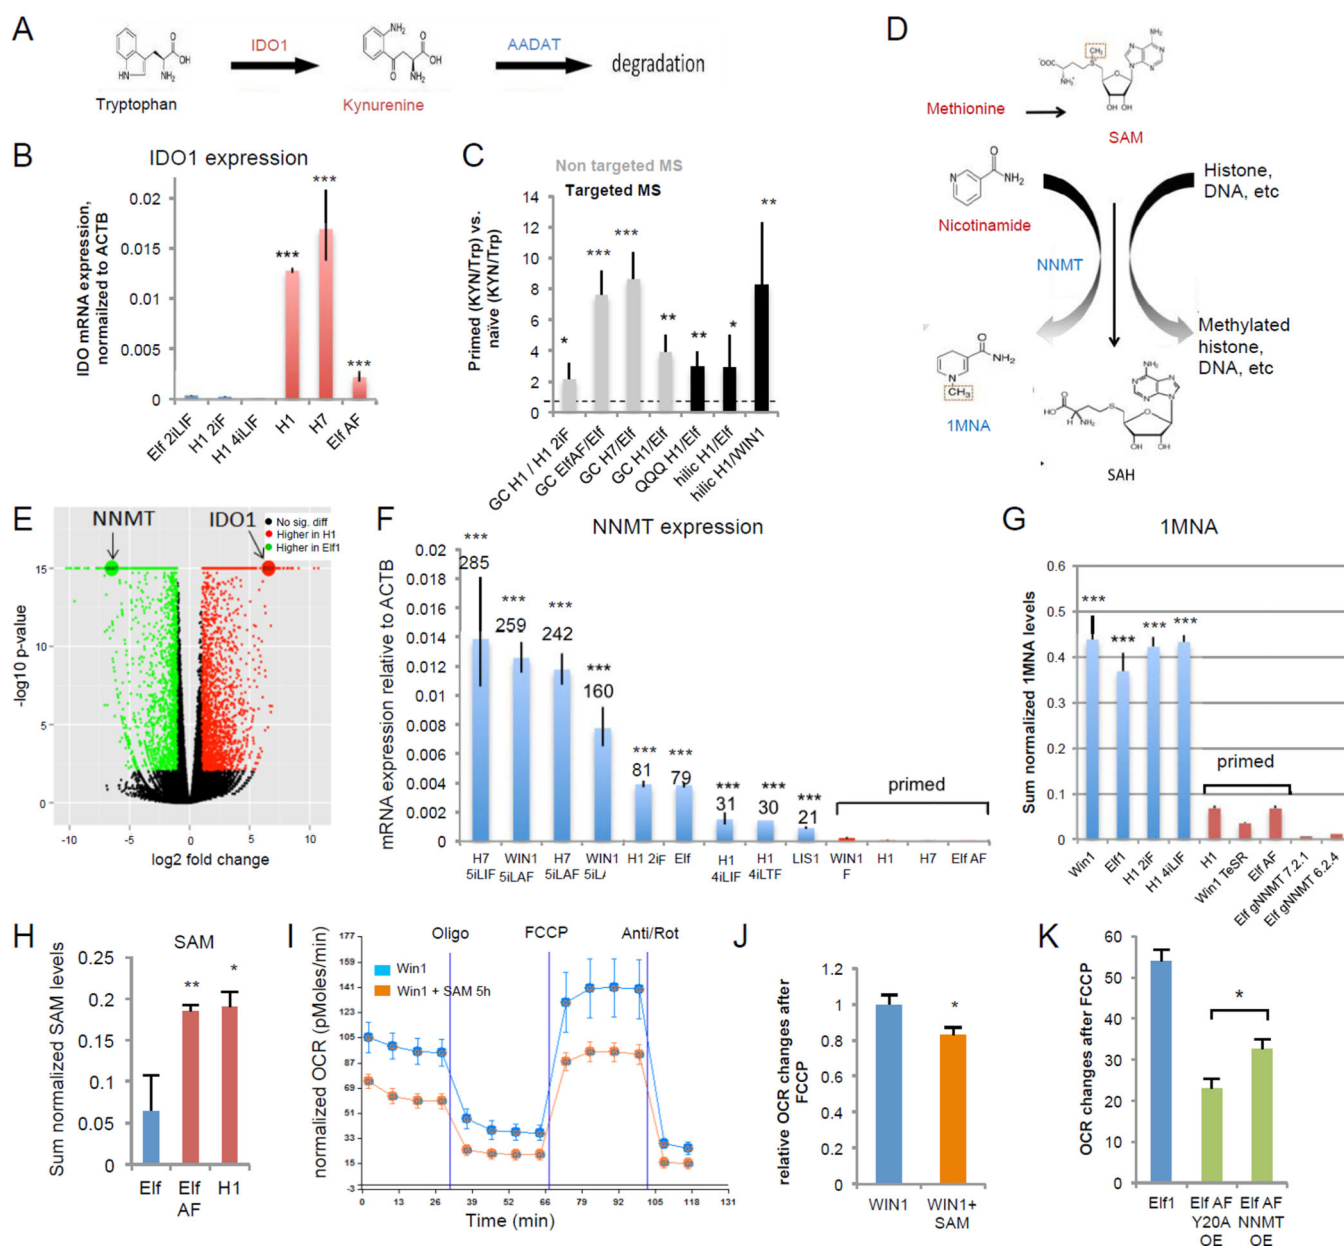 A
IDO1
AADAT
degradation
Tryptophan
Kynurenine
B
IDO1 expression
IDO mRNA expression,
normalized to ACTB
0.02
0.015
0.01
0.005
0
***
***
***
Elf 2iLIF
H1 2iF
H1 4iLIF
H1
H7
Elf AF
C
Non targeted MS
Targeted MS
Primed (KYN/Trp) vs.
naïve (KYN/Trp)
14
12
10
8
6
4
2
0
*
***
***
**
**
*
**
GC H1 / H1 2iF
GC ElfAF/Elf
GC H7/Elf
GC H1/Elf
QQQ H1/Elf
hilic H1/Elf
hilic H1/WIN1
D
Methionine
SAM
Nicotinamide
Histone,
DNA, etc
NNMT
1MNA
Methylated
histone,
DNA, etc
SAH
E
NNMT
IDO1
No sig. diff
Higher in H1
Higher in Elf1
-log10 p-value
15
10
5
0
-10
-5
0
5
10
log2 fold change
F
NNMT expression
mRNA expression relative to ACTB
0.02
0.018
0.016
0.014
0.012
0.01
0.008
0.006
0.004
0.002
0
***
285
***
259
***
242
***
160
***
81
***
79
***
31
***
30
***
21
primed
H7
5iLIF
WIN1
5iLAF
H7
5iLAF
WIN1
H1 2iF
Elf
H1
4iLIF
H1
4iLTF
LIS1
WIN1
F
H1
H7
Elf AF
G
1MNA
Sum normalized 1MNA levels
0.6
0.5
0.4
0.3
0.2
0.1
0
***
***
***
***
primed
Win1
Elf1
H1 2iF
H1 4iLIF
H1
Win1 TeSR
Elf AF
Elf gNNMT 7.2.1
Elf gNNMT 6.2.4
H
SAM
Sum normalized SAM levels
0.25
0.2
0.15
0.1
0.05
0
**
*
Elf
Elf
AF
H1
I
Oligo
FCCP
Anti/Rot
Win1
Win1 + SAM 5h
normalized OCR (pMoles/min)
177
159
141
123
105
87
69
51
33
15
-3
0
13
26
39
52
66
79
92
105
118
131
Time (min)
J
relative OCR changes after
FCCP
1.2
1
0.8
0.6
0.4
0.2
0
*
WIN1
WIN1+
SAM
K
OCR changes after FCCP
60
50
40
30
20
10
0
*
Elf1
Elf AF
Y20A
OE
Elf AF
NNMT
OE